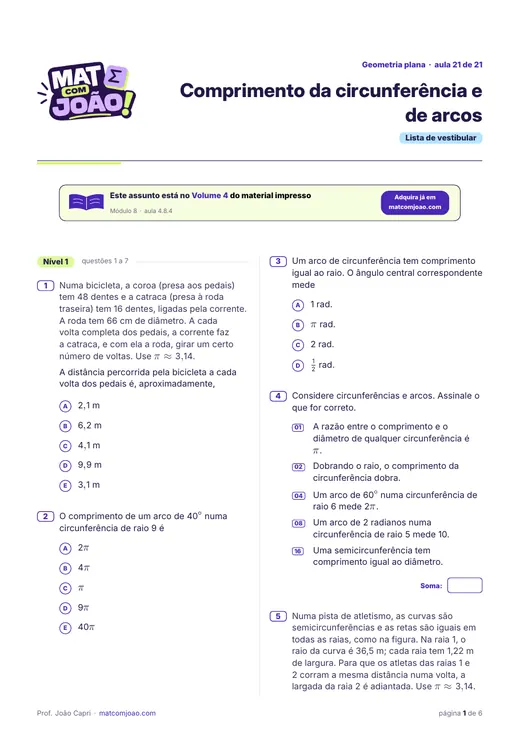 MAT
COM
JOÃO!
Σ
Geometria plana · aula 21 de 21
Comprimento da circunferência e
de arcos
Lista de vestibular
Este assunto está no Volume 4 do material impresso
Módulo 8 · aula 4.8.4
Adquira já em
matcomjoao.com
Nível 1 questões 1 a 7
1 Numa bicicleta, a coroa (presa aos pedais)
tem 48 dentes e a catraca (presa à roda
traseira) tem 16 dentes, ligadas pela corrente.
A roda tem 66 cm de diâmetro. A cada
volta completa dos pedais, a corrente faz
a catraca, e com ela a roda, girar um certo
número de voltas. Use π ≈ 3,14.
A distância percorrida pela bicicleta a cada
volta dos pedais é, aproximadamente,
A 2,1 m
B 6,2 m
C 4,1 m
D 9,9 m
E 3,1 m
2 O comprimento de um arco de 40° numa
circunferência de raio 9 é
A 2π
B 4π
C π
D 9π
E 40π
3 Um arco de circunferência tem comprimento
igual ao raio. O ângulo central correspondente
mede
A 1 rad.
B π rad.
C 2 rad.
D 1/2 rad.
4 Considere circunferências e arcos. Assinale o
que for correto.
01 A razão entre o comprimento e o
diâmetro de qualquer circunferência é
π.
02 Dobrando o raio, o comprimento da
circunferência dobra.
04 Um arco de 60° numa circunferência de
raio 6 mede 2π.
08 Um arco de 2 radianos numa
circunferência de raio 5 mede 10.
16 Uma semicircunferência tem
comprimento igual ao diâmetro.
Soma:
5 Numa pista de atletismo, as curvas são
semicircunferências e as retas são iguais em
todas as raias, como na figura. Na raia 1, o
raio da curva é 36,5 m; cada raia tem 1,22 m
de largura. Para que os atletas das raias 1 e
2 corram a mesma distância numa volta, a
largada da raia 2 é adiantada. Use π ≈ 3,14.
Prof. João Capri · matcomjoao.com
página 1 de 6